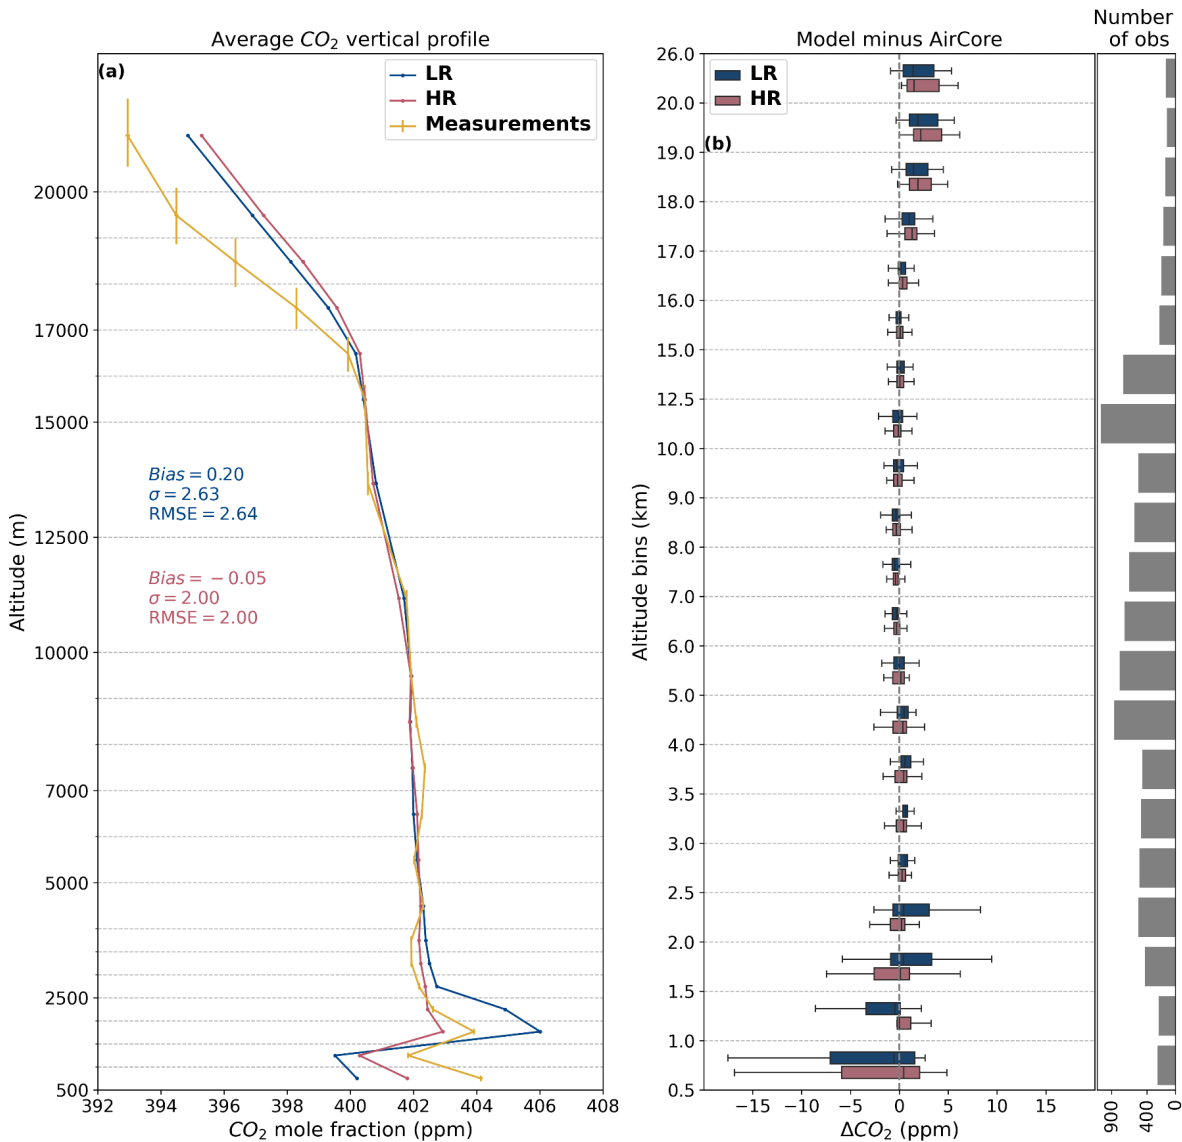 Average CO2 vertical profile
(a)
LR
HR
Measurements
Bias = 0.20
σ = 2.63
RMSE = 2.64
Bias = −0.05
σ = 2.00
RMSE = 2.00
Altitude (m)
20000
17000
15000
12500
10000
7000
5000
2500
500
392 394 396 398 400 402 404 406 408
CO2 mole fraction (ppm)
Model minus AirCore
LR
HR
(b)
Altitude bins (km)
26.0
20.0
19.0
18.0
17.0
16.0
15.0
12.5
10.0
9.0
8.0
7.0
6.0
5.0
4.0
3.5
3.0
2.5
2.0
1.5
1.0
0.5
−15 −10 −5 0 5 10 15
ΔCO2 (ppm)
Number
of obs
900 400 0